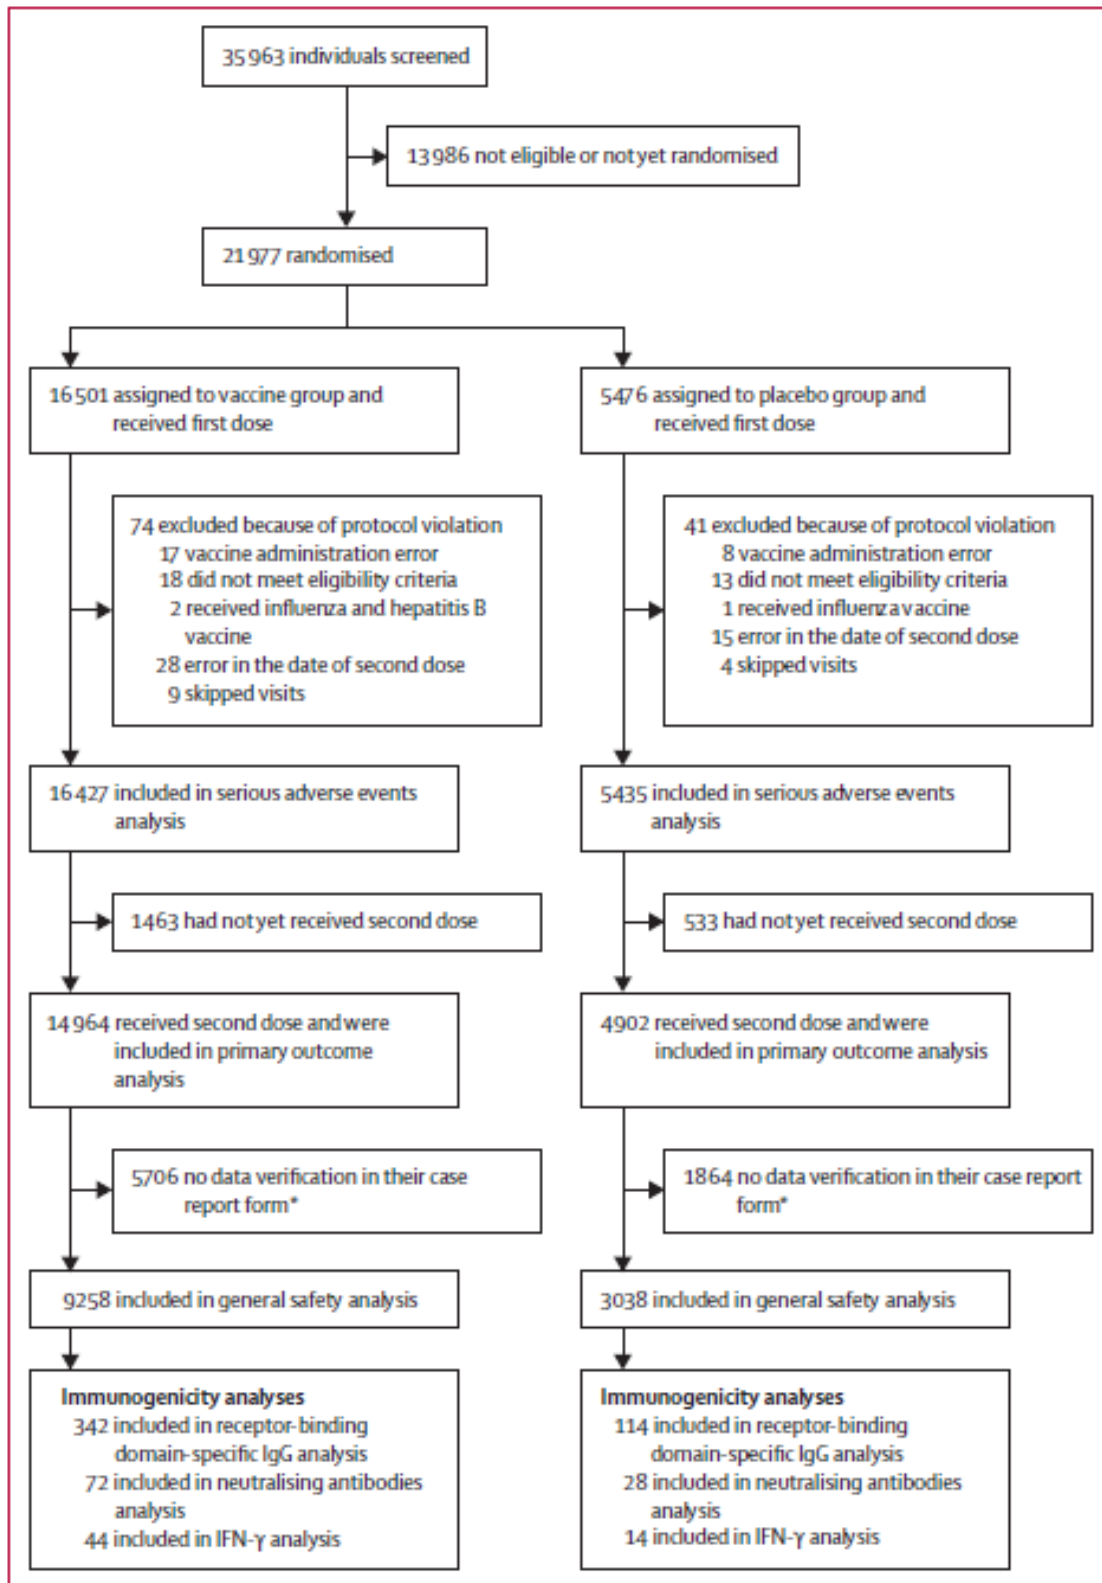 35 963 individuals screened
13 986 not eligible or not yet randomised
21 977 randomised
16 501 assigned to vaccine group and
received first dose
5476 assigned to placebo group and
received first dose
74 excluded because of protocol violation
17 vaccine administration error
18 did not meet eligibility criteria
2 received influenza and hepatitis B
vaccine
28 error in the date of second dose
9 skipped visits
41 excluded because of protocol violation
8 vaccine administration error
13 did not meet eligibility criteria
1 received influenza vaccine
15 error in the date of second dose
4 skipped visits
16 427 included in serious adverse events
analysis
5435 included in serious adverse events
analysis
1463 had not yet received second dose
533 had not yet received second dose
14 964 received second dose and were
included in primary outcome
analysis
4902 received second dose and were
included in primary outcome analysis
5706 no data verification in their case
report form*
1864 no data verification in their case report
form*
9258 included in general safety analysis
3038 included in general safety analysis
Immunogenicity analyses
342 included in receptor-binding
domain-specific IgG analysis
72 included in neutralising antibodies
analysis
44 included in IFN-γ analysis
Immunogenicity analyses
114 included in receptor-binding
domain-specific IgG analysis
28 included in neutralising antibodies
analysis
14 included in IFN-γ analysis